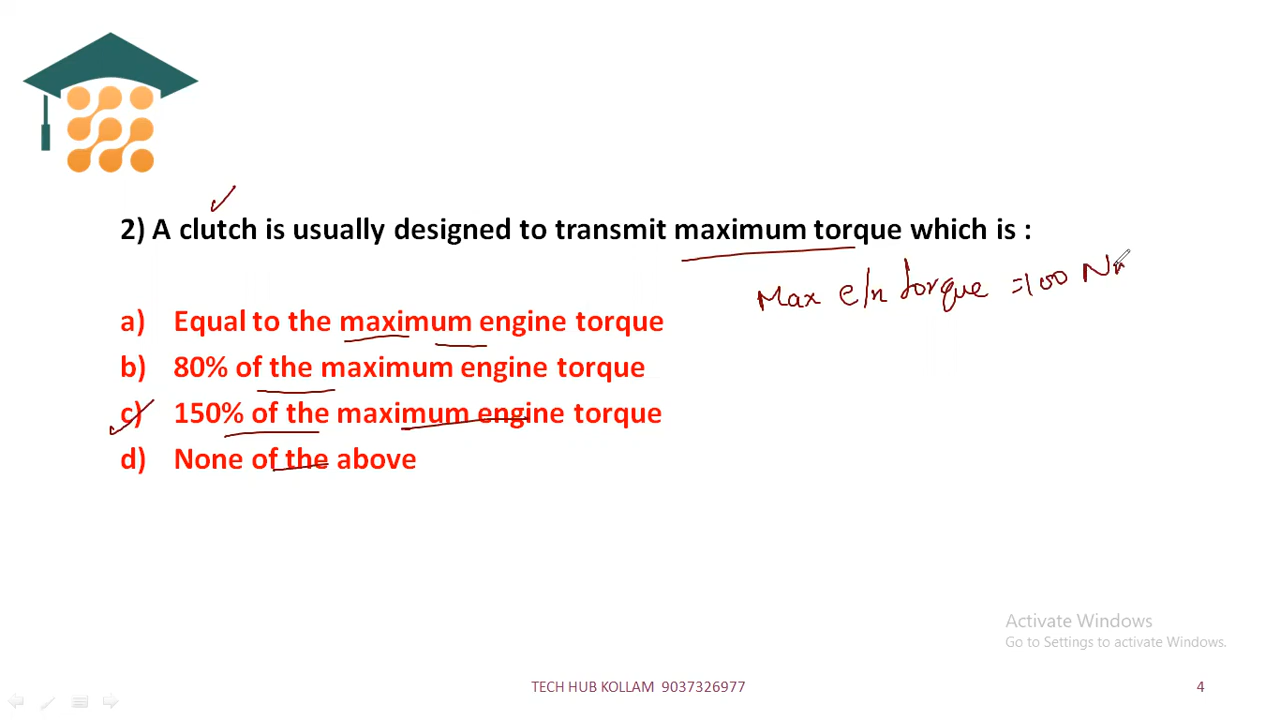 2) A clutch is usually designed to transmit maximum torque which is :
Max e/n torque =100 Nm
a) Equal to the maximum engine torque
b) 80% of the maximum engine torque
c) 150% of the maximum engine torque
d) None of the above
Activate Windows
Go to Settings to activate Windows.
TECH HUB KOLLAM 9037326977
4